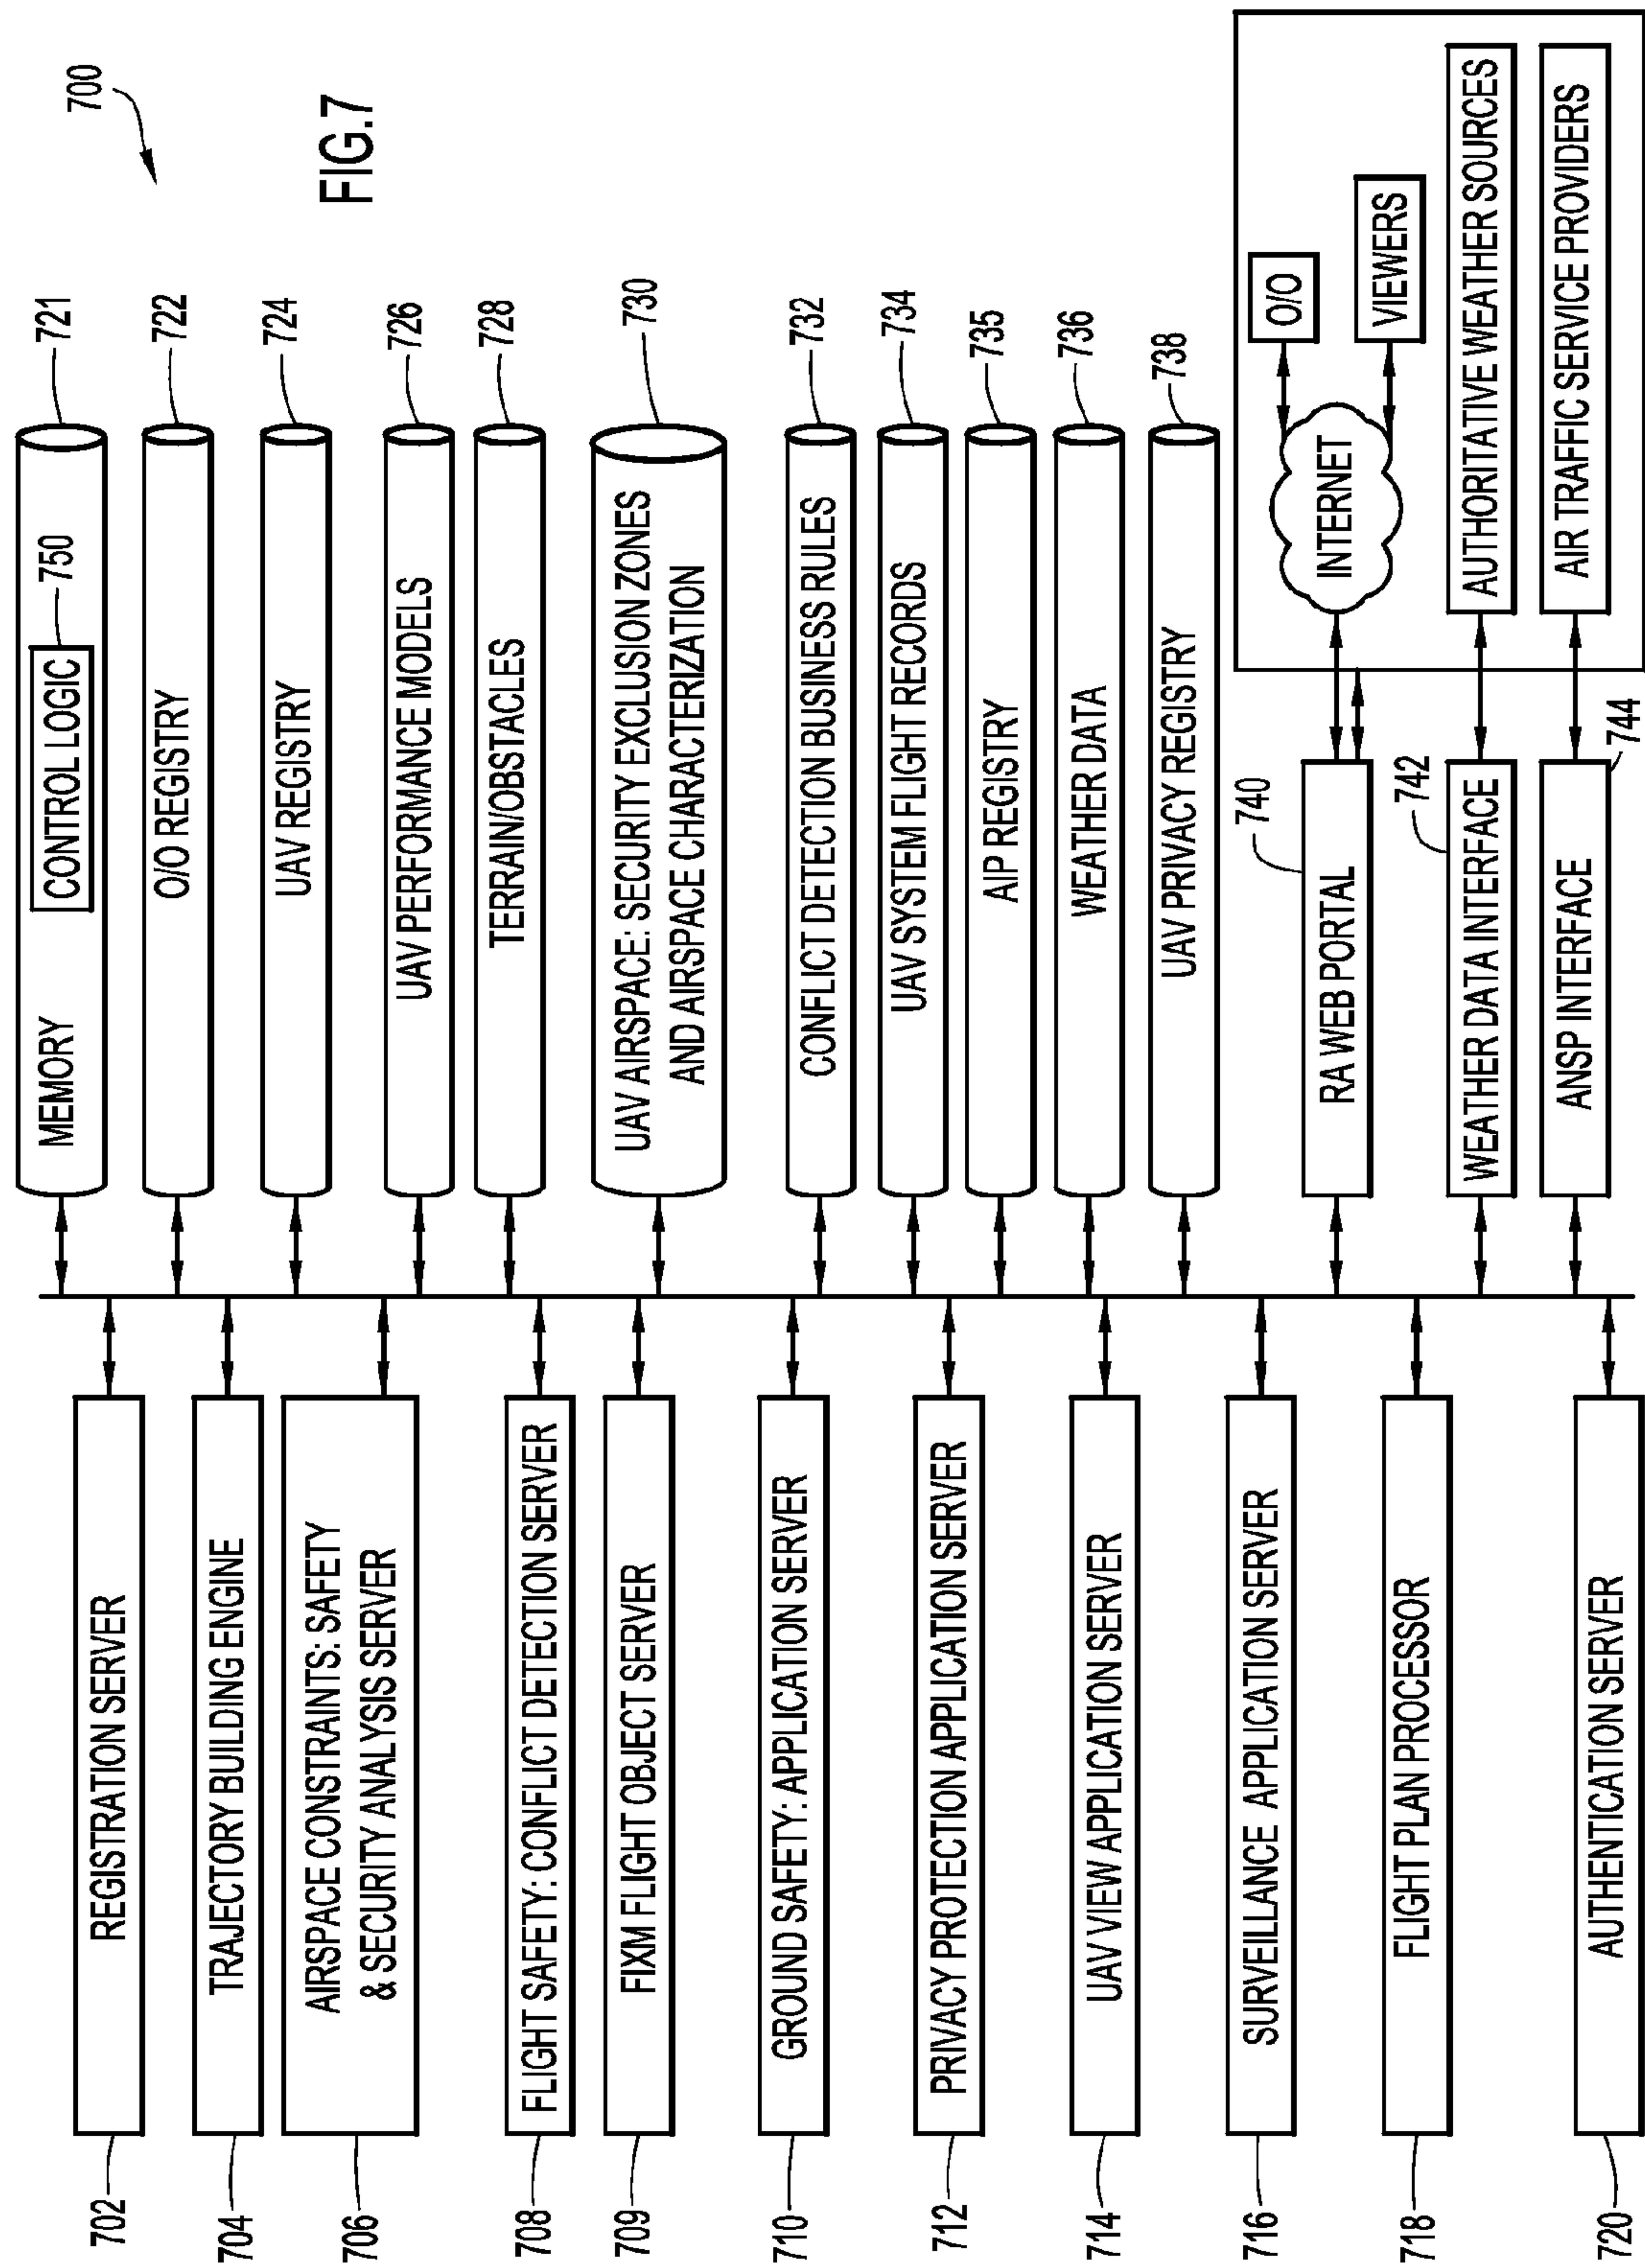 700
FIG.7
702
REGISTRATION SERVER
704
TRAJECTORY BUILDING ENGINE
706
AIRSPACE CONSTRAINTS: SAFETY
& SECURITY ANALYSIS SERVER
708
FLIGHT SAFETY: CONFLICT DETECTION SERVER
709
FIXM FLIGHT OBJECT SERVER
710
GROUND SAFETY: APPLICATION SERVER
712
PRIVACY PROTECTION APPLICATION SERVER
714
UAV VIEW APPLICATION SERVER
716
SURVEILLANCE APPLICATION SERVER
718
FLIGHT PLAN PROCESSOR
720
AUTHENTICATION SERVER
MEMORY
CONTROL LOGIC
750
721
O/O REGISTRY
722
UAV REGISTRY
724
UAV PERFORMANCE MODELS
726
TERRAIN/OBSTACLES
728
UAV AIRSPACE: SECURITY EXCLUSION ZONES
AND AIRSPACE CHARACTERIZATION
730
CONFLICT DETECTION BUSINESS RULES
732
UAV SYSTEM FLIGHT RECORDS
734
AIP REGISTRY
735
WEATHER DATA
736
UAV PRIVACY REGISTRY
738
740
RA WEB PORTAL
INTERNET
O/O
VIEWERS
742
WEATHER DATA INTERFACE
AUTHORITATIVE WEATHER SOURCES
ANSP INTERFACE
744
AIR TRAFFIC SERVICE PROVIDERS